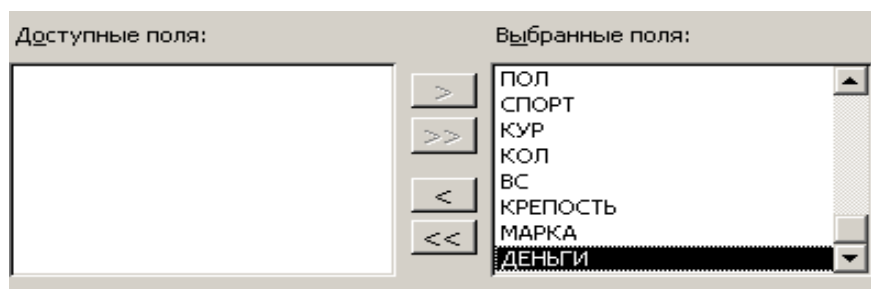 Доступные поля:
Выбранные поля:
>
>>
<
<<
ПОЛ
СПОРТ
КУР
КОЛ
ВС
КРЕПОСТЬ
МАРКА
ДЕНЬГИ